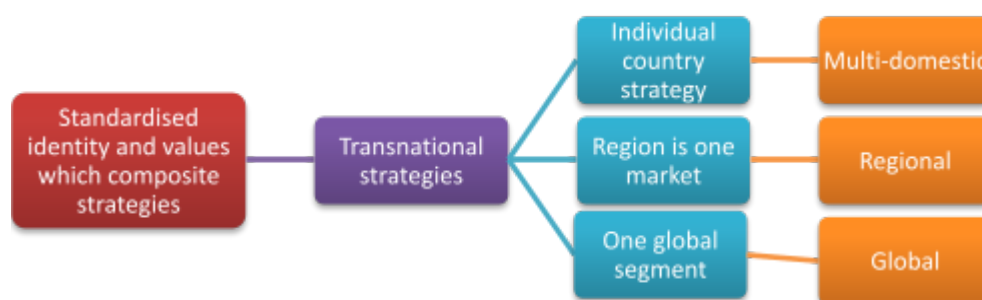 Standardised
identity and values
which composite
strategies
Transnational
strategies
Individual
country
strategy
Multi-domestic
Region is one
market
Regional
One global
segment
Global